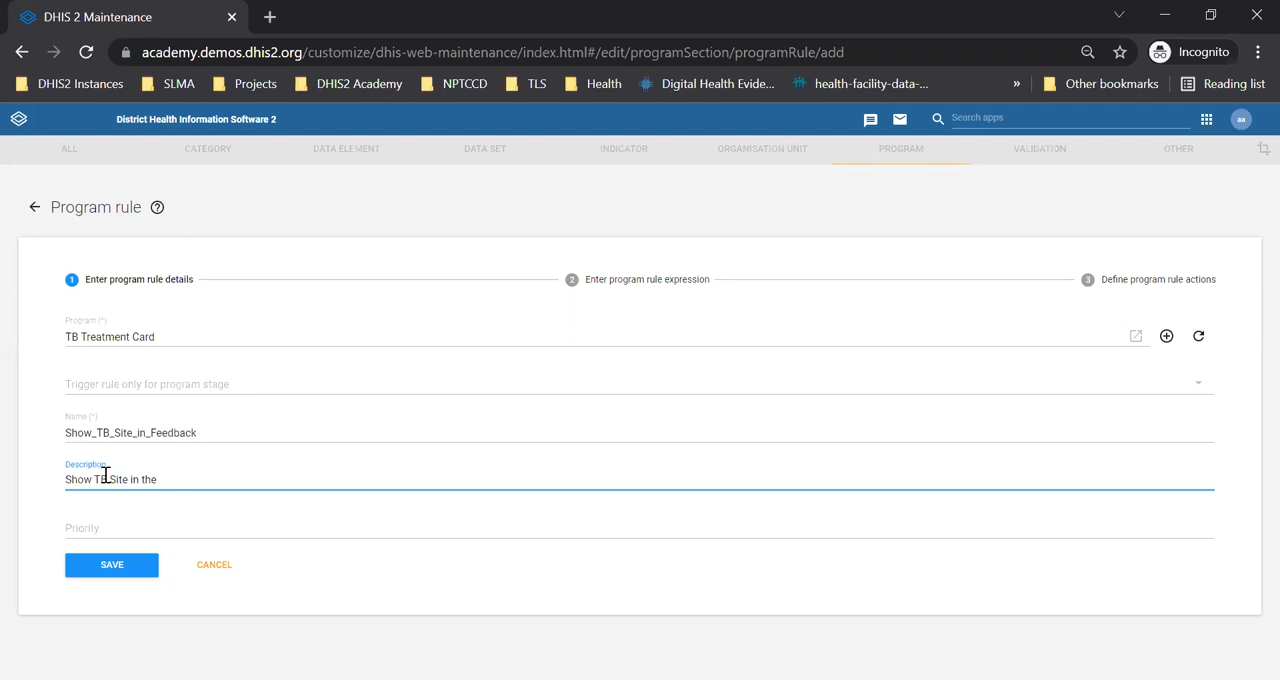 DHIS 2 Maintenance
academy.demos.dhis2.org/customize/dhis-web-maintenance/index.html#/edit/programSection/programRule/add
Incognito
DHIS2 Instances SLMA Projects DHIS2 Academy NPTCCD TLS Health Digital Health Evide... health-facility-data-... » Other bookmarks Reading list
District Health Information Software 2 Search apps aa
ALL CATEGORY DATA ELEMENT DATA SET INDICATOR ORGANISATION UNIT PROGRAM VALIDATION OTHER
Program rule
1 Enter program rule details 2 Enter program rule expression 3 Define program rule actions
Program (*)
TB Treatment Card
Trigger rule only for program stage
Name (*)
Show_TB_Site_in_Feedback
Description
Show TB Site in the
Priority
SAVE CANCEL